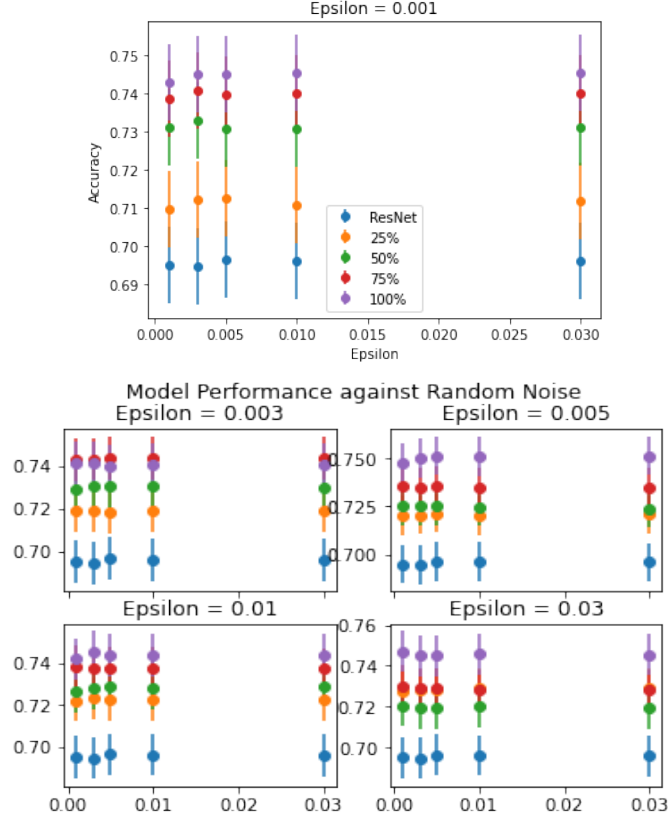 Epsilon = 0.001
0.75
0.74
0.73
0.72
0.71
0.70
0.69
Accuracy
ResNet
25%
50%
75%
100%
0.000 0.005 0.010 0.015 0.020 0.025 0.030
Epsilon
Model Performance against Random Noise
Epsilon = 0.003 Epsilon = 0.005
0.74
0.72
0.70
0.750
0.725
0.700
Epsilon = 0.01 Epsilon = 0.03
0.74
0.72
0.70
0.76
0.74
0.72
0.70
0.00 0.01 0.02 0.03 0.00 0.01 0.02 0.03